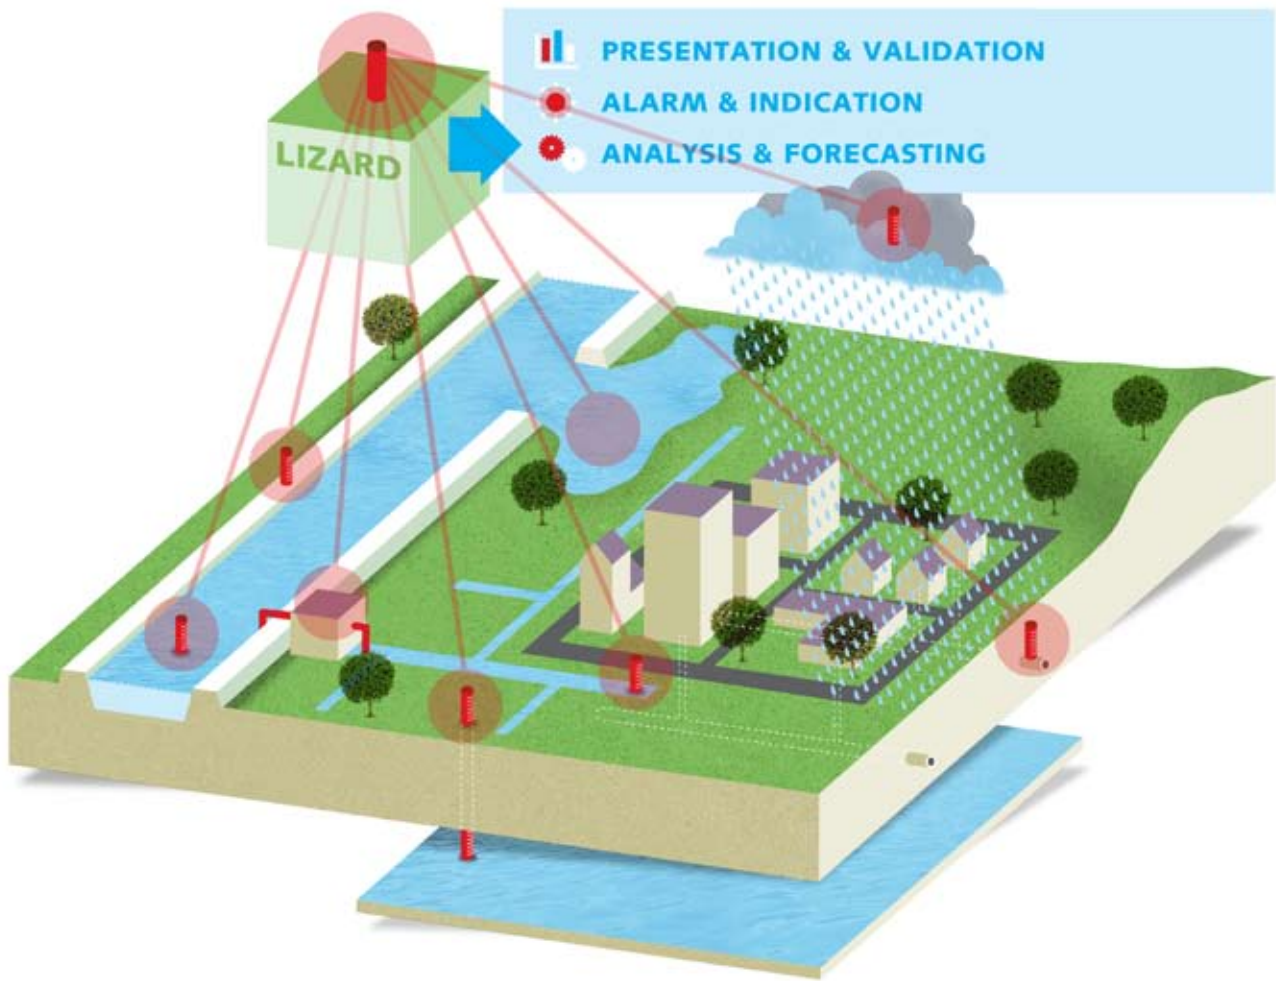 PRESENTATION & VALIDATION
ALARM & INDICATION
LIZARD
ANALYSIS & FORECASTING